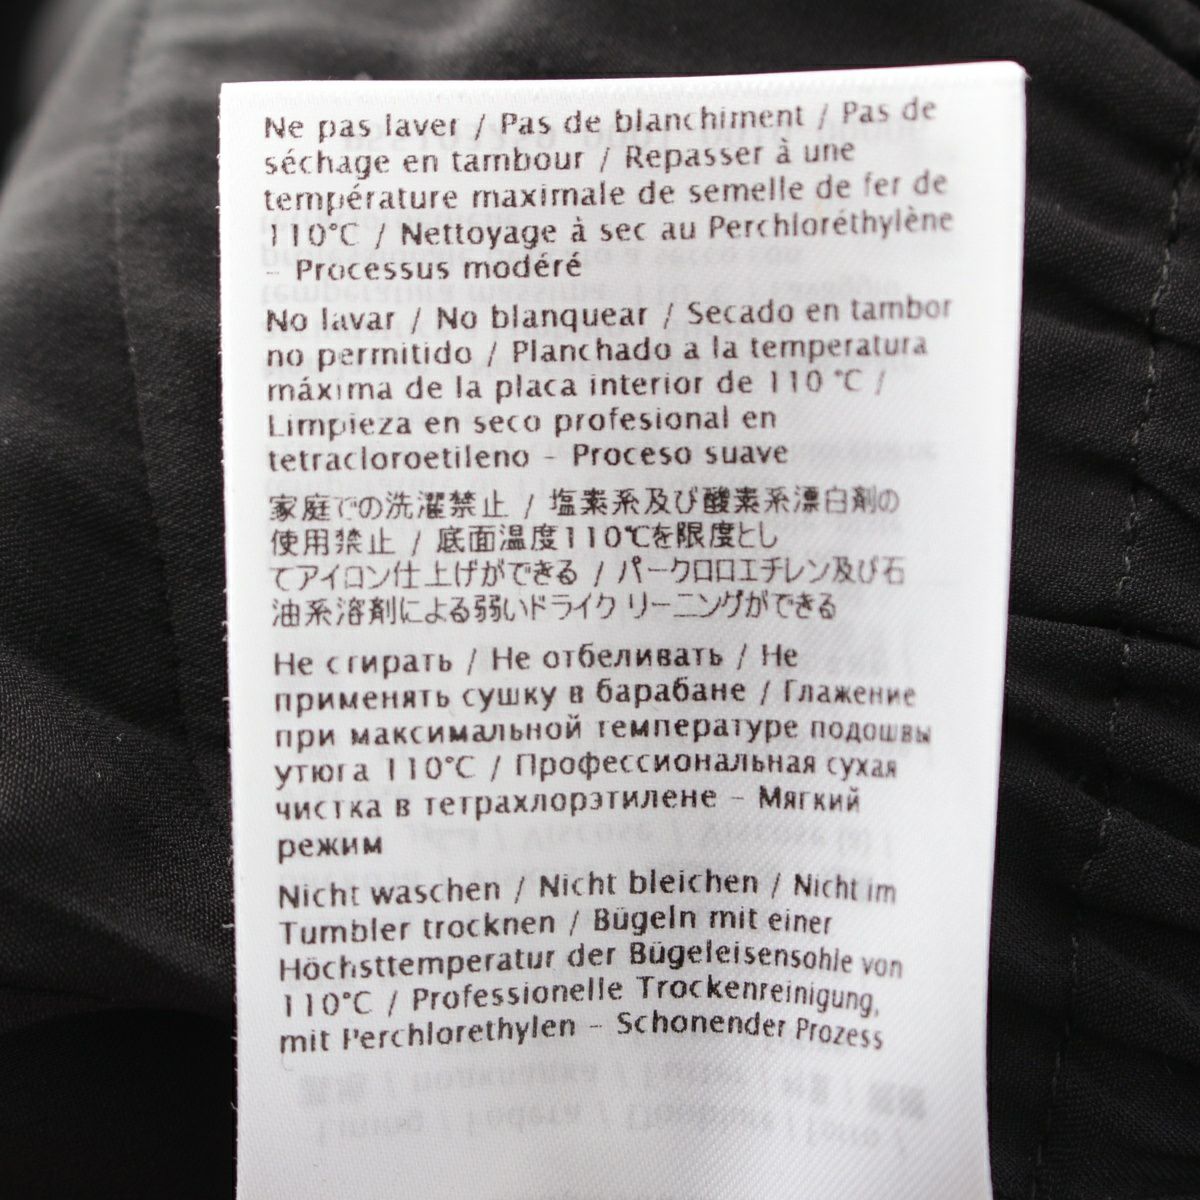 Ne pas laver / Pas de blanchiment / Pas de
séchage en tambour / Repasser à une
température maximale de semelle de fer de
110°C / Nettoyage à sec au Perchloréthylène
- Processus modéré
No lavar / No blanquear / Secado en tambor
no permitido / Planchado a la temperatura
máxima de la placa interior de 110 °C /
Limpieza en seco profesional en
tetracloroetileno - Proceso suave
家庭での洗濯禁止 / 塩素系及び酸素系漂白剤の
使用禁止 / 底面温度110℃を限度とし
てアイロン仕上げができる / パークロロエチレン及び石
油系溶剤による弱いドライクリーニングができる
Не стирать / Не отбеливать / Не
применять сушку в барабане / Глажение
при максимальной температуре подошвы
утюга 110°C / Профессиональная сухая
чистка в тетрахлорэтилене - Мягкий
режим
Nicht waschen / Nicht bleichen / Nicht im
Tumbler trocknen / Bügeln mit einer
Höchsttemperatur der Bügeleisensohle von
110°C / Professionelle Trockenreinigung,
mit Perchlorethylen - Schonender Prozess